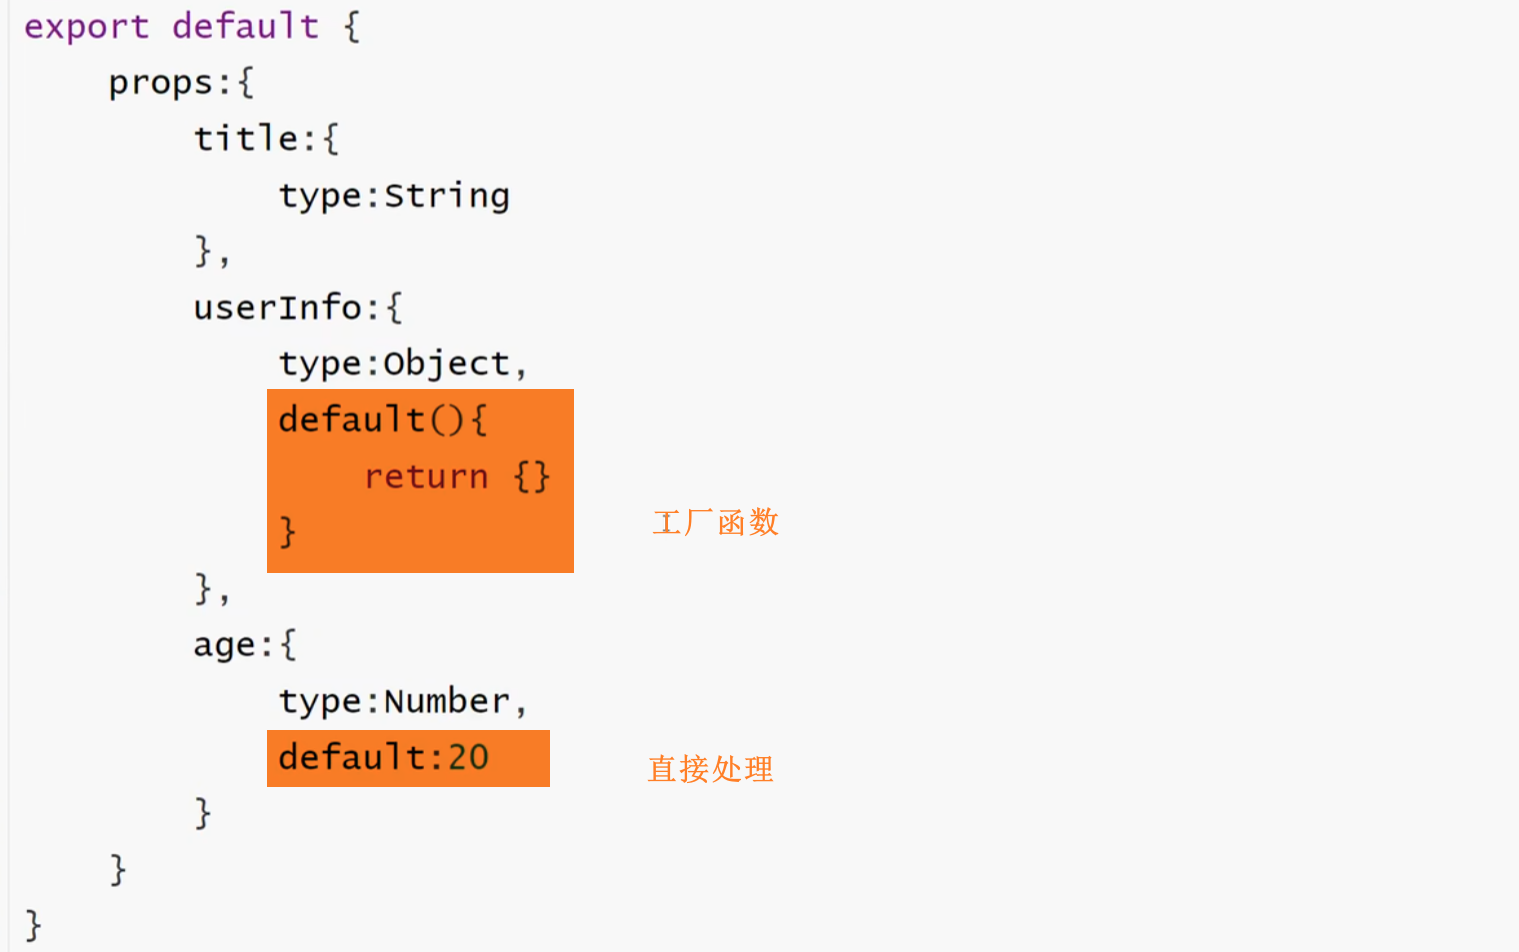 export default {
    props:{
        title:{
            type:String
        },
        userInfo:{
            type:Object,
            default(){
                return {}
            }
        },
        age:{
            type:Number,
            default:20
        }
    }
}
工厂函数
直接处理